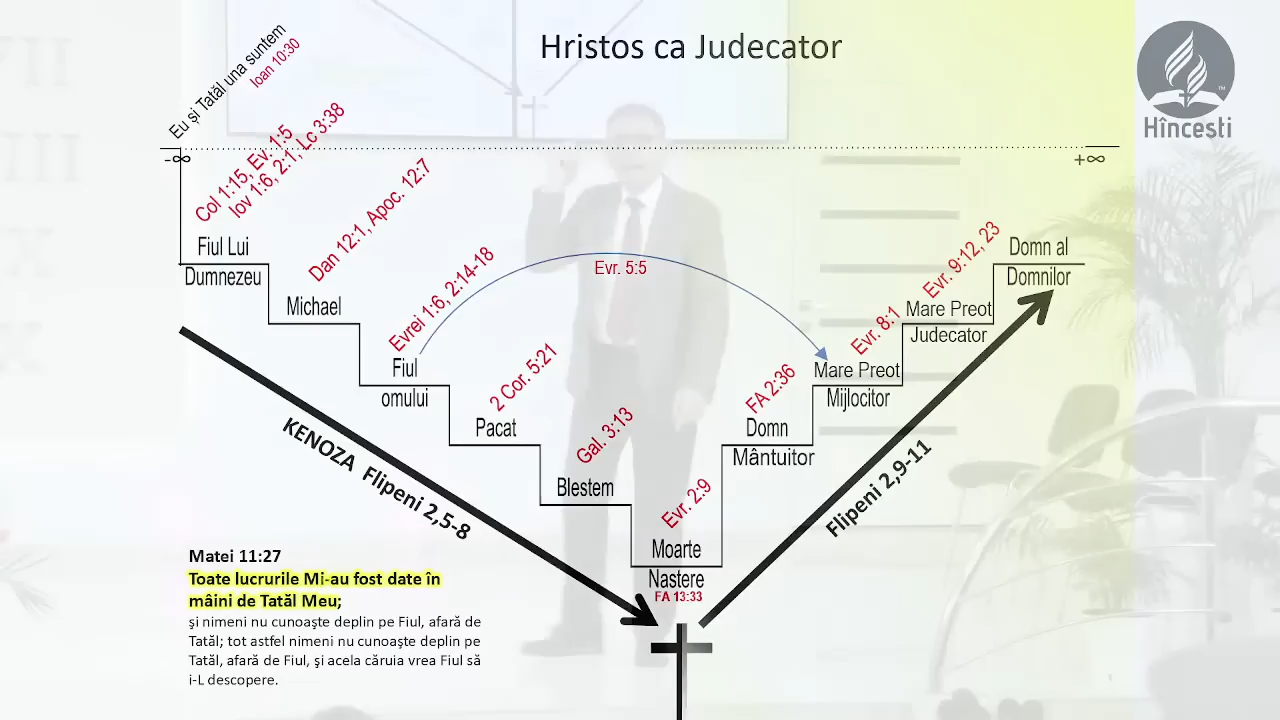 Hristos ca Judecator
Hîncesti
Eu și Tatăl una suntem
Ioan 10:30
-∞
+∞
Col 1:15, Ev. 1:5
Iov 1:6, 2:1, Lc 3:38
Fiul Lui
Dumnezeu
Dan 12:1, Apoc. 12:7
Michael
Evrei 1:6, 2:14-18
Fiul
omului
Evr. 5:5
2 Cor. 5:21
Pacat
Gal. 3:13
Blestem
Evr. 2:9
Moarte
Nastere
FA 13:33
FA 2:36
Domn
Mântuitor
Evr. 8:1
Mare Preot
Mijlocitor
Evr. 9:12, 23
Mare Preot
Judecator
Domn al
Domnilor
KENOZA Flipeni 2,5-8
Flipeni 2,9-11
Matei 11:27
Toate lucrurile Mi-au fost date în
mâini de Tatăl Meu;
şi nimeni nu cunoaşte deplin pe Fiul, afară de
Tatăl; tot astfel nimeni nu cunoaşte deplin pe
Tatăl, afară de Fiul, şi acela căruia vrea Fiul să
i-L descopere.